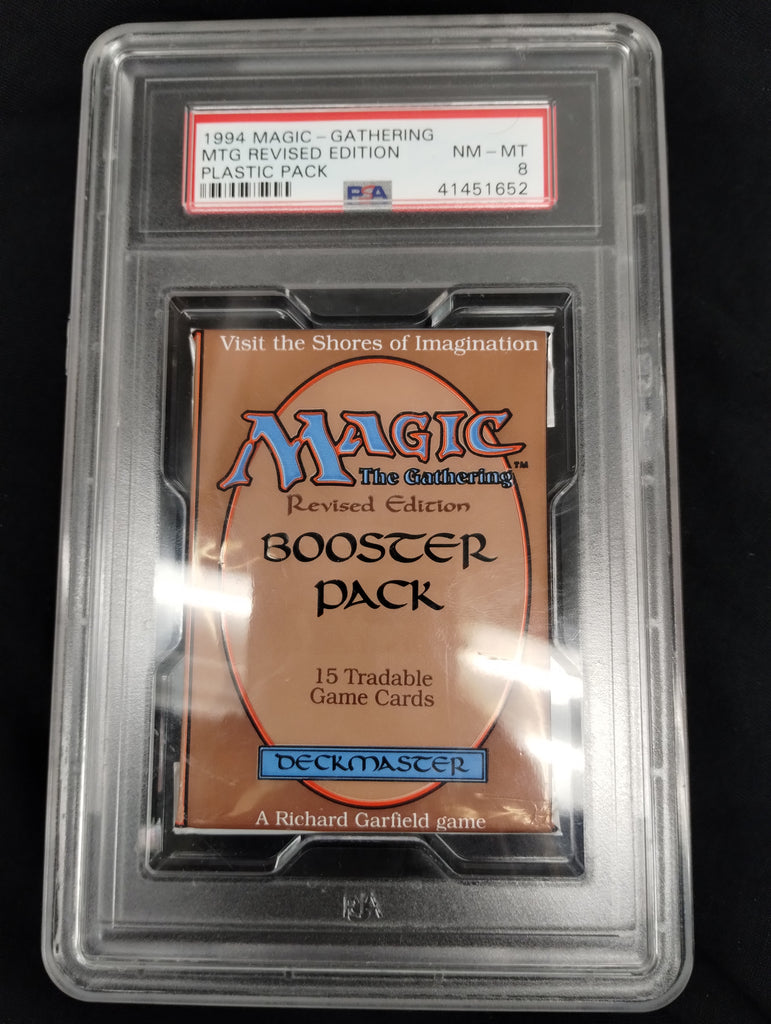 1994 MAGIC - GATHERING
MTG REVISED EDITION NM - MT
PLASTIC PACK 8
PSA 41451652
Visit the Shores of Imagination
MAGIC
The Gathering™
Revised Edition
BOOSTER
PACK
15 Tradable
Game Cards
DECKMASTER
A Richard Garfield game
PSA